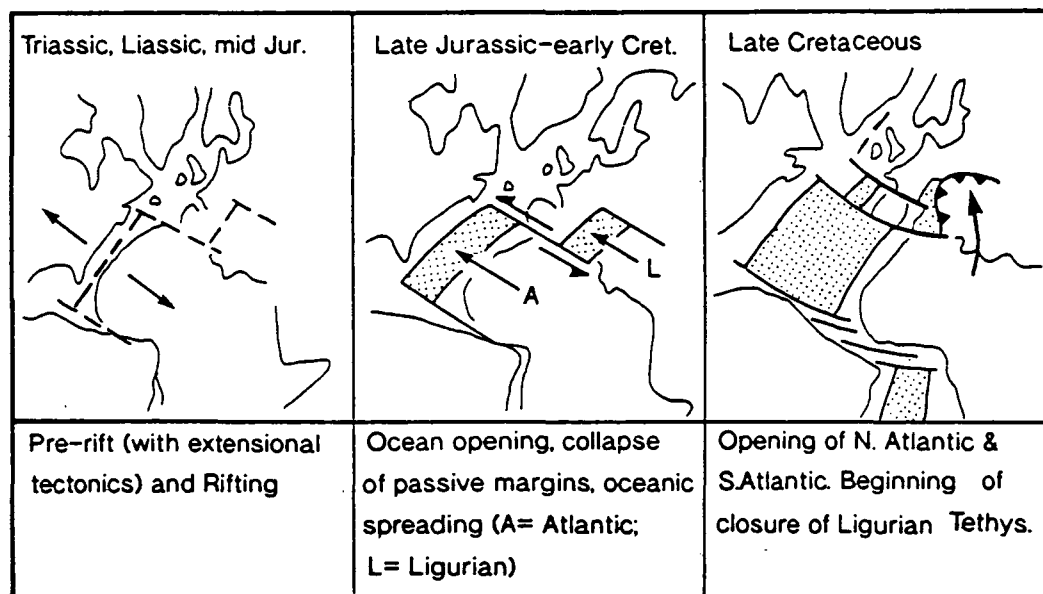 Triassic, Liassic, mid Jur.
Late Jurassic-early Cret.
Late Cretaceous
A
L
Pre-rift (with extensional
tectonics) and Rifting
Ocean opening, collapse
of passive margins, oceanic
spreading (A= Atlantic;
L= Ligurian)
Opening of N. Atlantic &
S.Atlantic. Beginning of
closure of Ligurian Tethys.